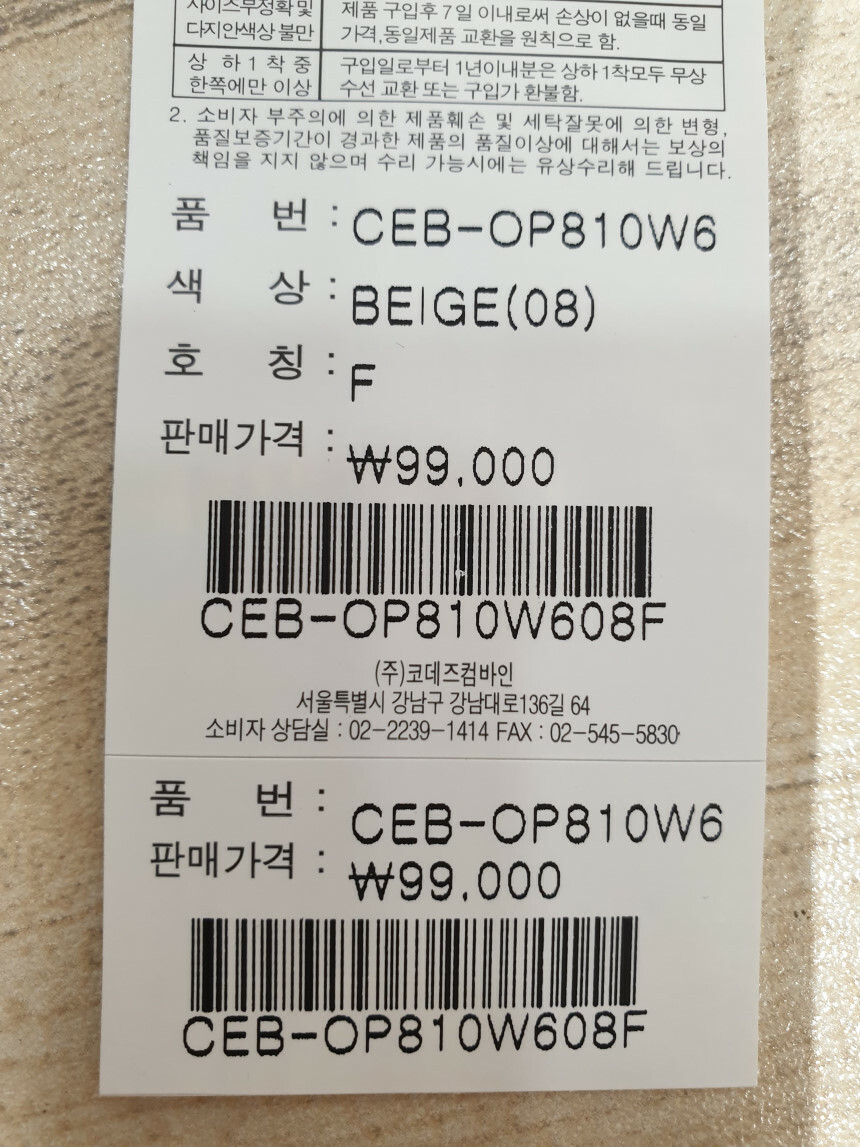 사이즈부정확및
다지안색상 불만
제품 구입후 7일 이내로써 손상이 없을때 동일
가격,동일제품 교환을 원칙으로 함.
상 하 1 착 중
한쪽에만 이상
구입일로부터 1년이내분은 상하 1착모두 무상
수선 교환 또는 구입가 환불함.
2. 소비자 부주의에 의한 제품훼손 및 세탁잘못에 의한 변형,
품질보증기간이 경과한 제품의 품질이상에 대해서는 보상의
책임을 지지 않으며 수리 가능시에는 유상수리해 드립니다.
품 번 : CEB-OP810W6
색 상 : BEIGE(08)
호 칭 : F
판매가격 : ₩99,000
CEB-OP810W608F
(주)코데즈컴바인
서울특별시 강남구 강남대로136길 64
소비자 상담실 : 02-2239-1414 FAX : 02-545-5830
품 번 : CEB-OP810W6
판매가격 : ₩99,000
CEB-OP810W608F